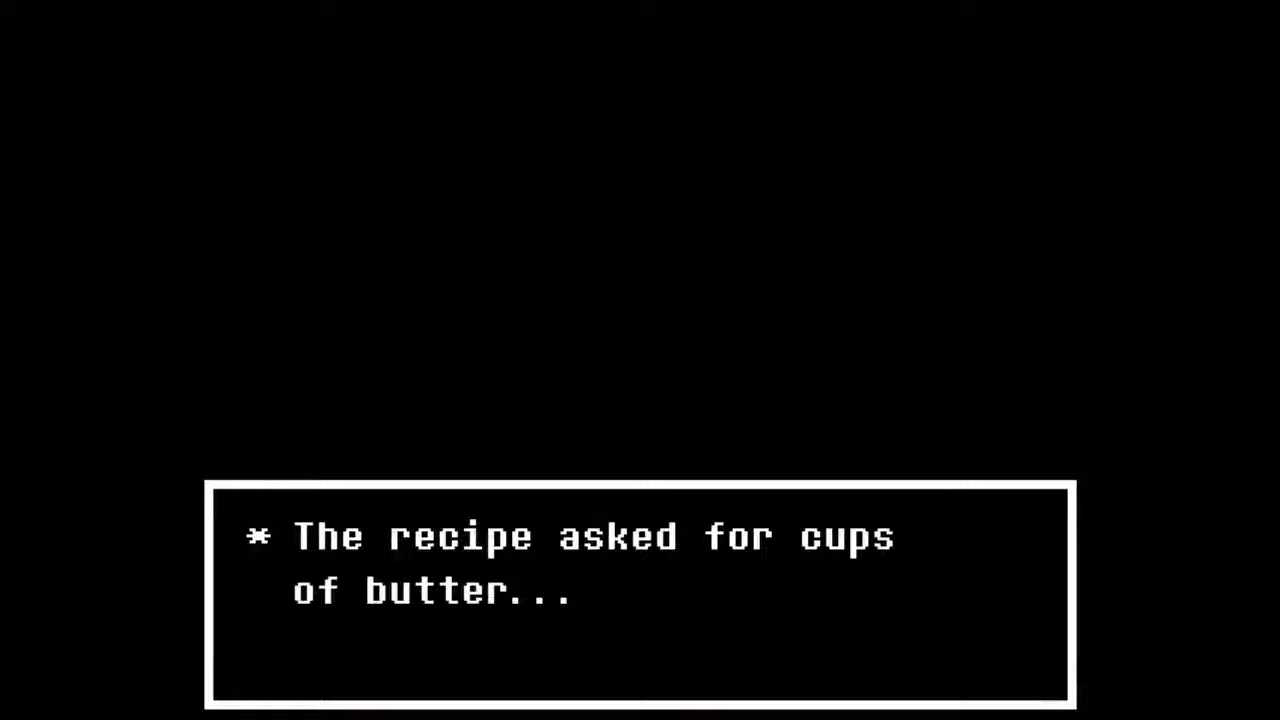 * The recipe asked for cups
of butter...